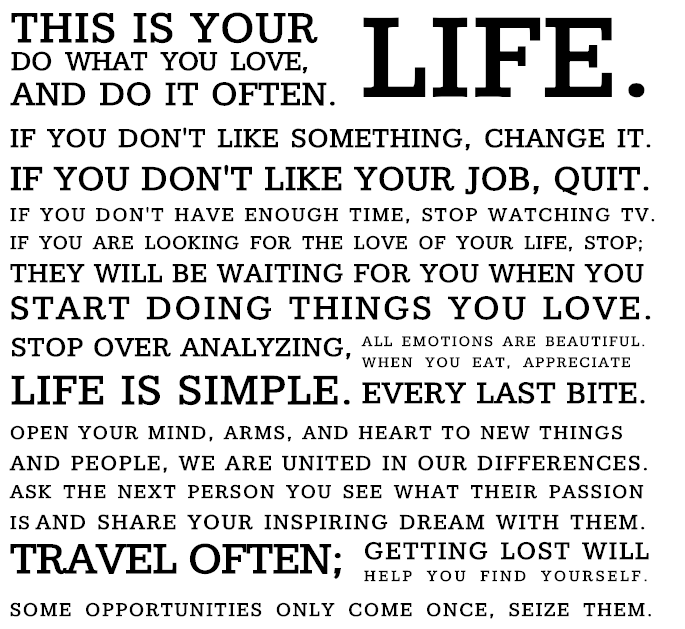 THIS IS YOUR LIFE.
DO WHAT YOU LOVE,
AND DO IT OFTEN.
IF YOU DON'T LIKE SOMETHING, CHANGE IT.
IF YOU DON'T LIKE YOUR JOB, QUIT.
IF YOU DON'T HAVE ENOUGH TIME, STOP WATCHING TV.
IF YOU ARE LOOKING FOR THE LOVE OF YOUR LIFE, STOP;
THEY WILL BE WAITING FOR YOU WHEN YOU
START DOING THINGS YOU LOVE.
STOP OVER ANALYZING,
LIFE IS SIMPLE.
ALL EMOTIONS ARE BEAUTIFUL.
WHEN YOU EAT, APPRECIATE
EVERY LAST BITE.
OPEN YOUR MIND, ARMS, AND HEART TO NEW THINGS
AND PEOPLE, WE ARE UNITED IN OUR DIFFERENCES.
ASK THE NEXT PERSON YOU SEE WHAT THEIR PASSION
IS AND SHARE YOUR INSPIRING DREAM WITH THEM.
TRAVEL OFTEN;
GETTING LOST WILL
HELP YOU FIND YOURSELF.
SOME OPPORTUNITIES ONLY COME ONCE, SEIZE THEM.